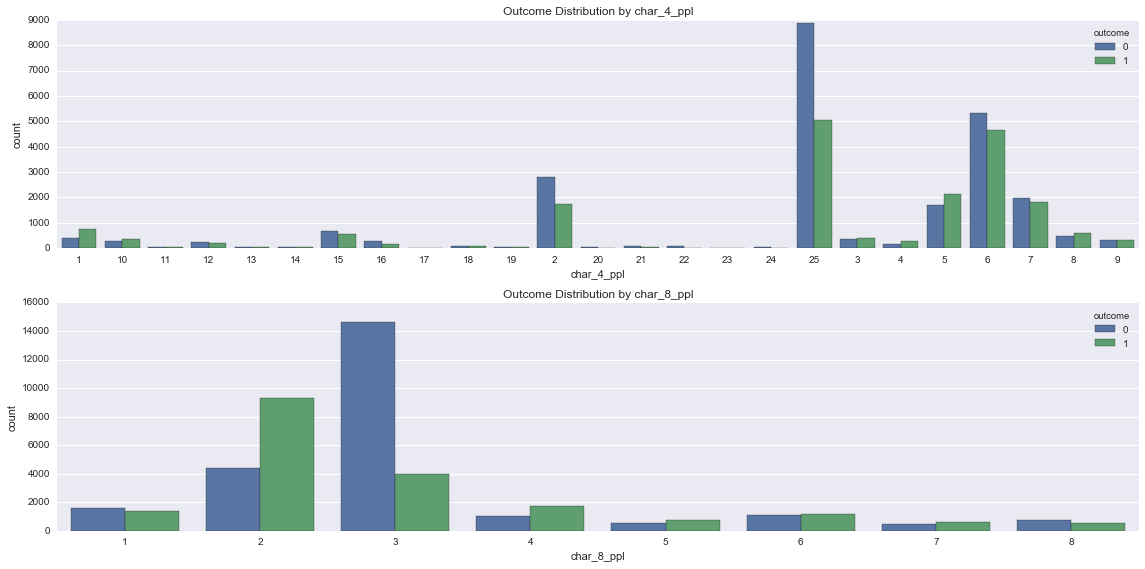 Outcome Distribution by char_4_ppl
9000
8000
7000
6000
5000
4000
3000
2000
1000
0
count
outcome
0
1
1 10 11 12 13 14 15 16 17 18 19 2 20 21 22 23 24 25 3 4 5 6 7 8 9
char_4_ppl
Outcome Distribution by char_8_ppl
16000
14000
12000
10000
8000
6000
4000
2000
0
count
outcome
0
1
1 2 3 4 5 6 7 8
char_8_ppl